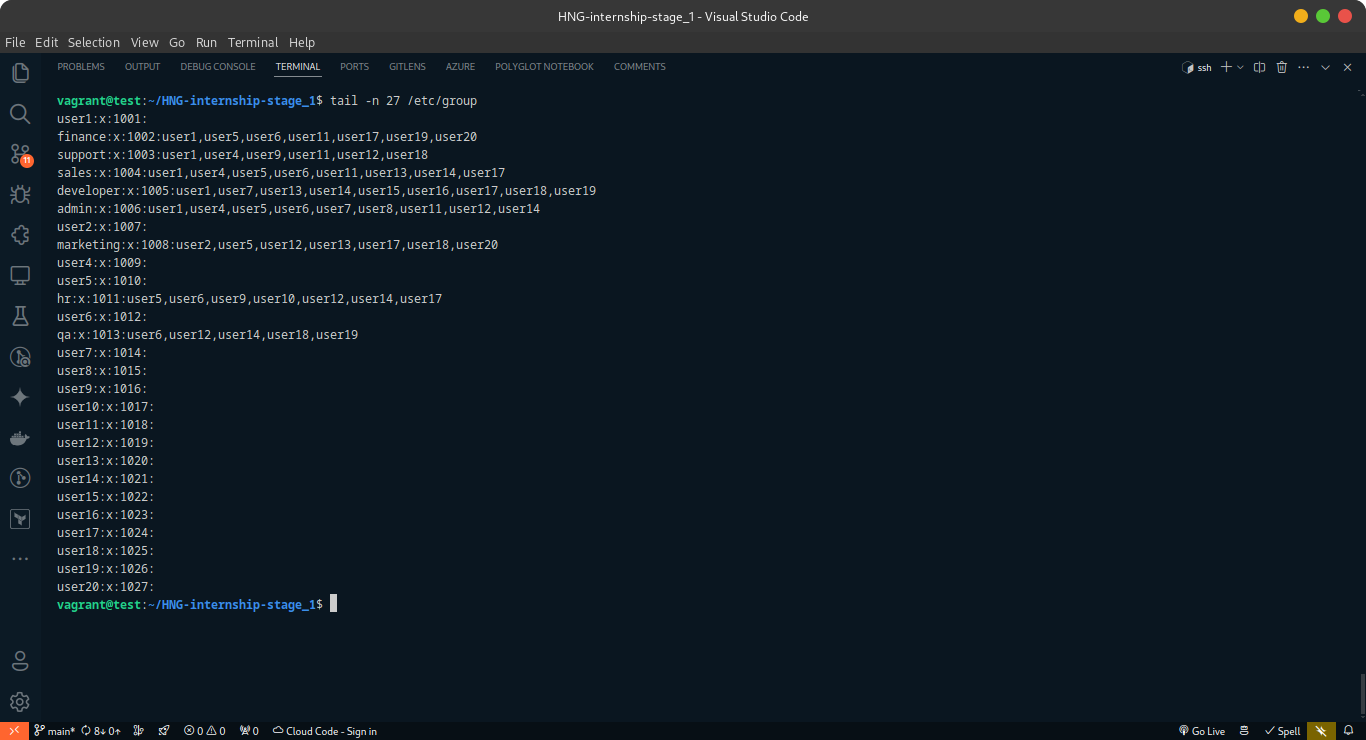 HNG-internship-stage_1 - Visual Studio Code
File Edit Selection View Go Run Terminal Help
PROBLEMS OUTPUT DEBUG CONSOLE TERMINAL PORTS GITLENS AZURE POLYGLOT NOTEBOOK COMMENTS ssh
vagrant@test:~/HNG-internship-stage_1$ tail -n 27 /etc/group
user1:x:1001:
finance:x:1002:user1,user5,user6,user11,user17,user19,user20
support:x:1003:user1,user4,user9,user11,user12,user18
sales:x:1004:user1,user4,user5,user6,user11,user13,user14,user17
developer:x:1005:user1,user7,user13,user14,user15,user16,user17,user18,user19
admin:x:1006:user1,user4,user5,user6,user7,user8,user11,user12,user14
user2:x:1007:
marketing:x:1008:user2,user5,user12,user13,user17,user18,user20
user4:x:1009:
user5:x:1010:
hr:x:1011:user5,user6,user9,user10,user12,user14,user17
user6:x:1012:
qa:x:1013:user6,user12,user14,user18,user19
user7:x:1014:
user8:x:1015:
user9:x:1016:
user10:x:1017:
user11:x:1018:
user12:x:1019:
user13:x:1020:
user14:x:1021:
user15:x:1022:
user16:x:1023:
user17:x:1024:
user18:x:1025:
user19:x:1026:
user20:x:1027:
vagrant@test:~/HNG-internship-stage_1$
11
main* 8↓ 0↑ 0 0 0 Cloud Code - Sign in Go Live Spell